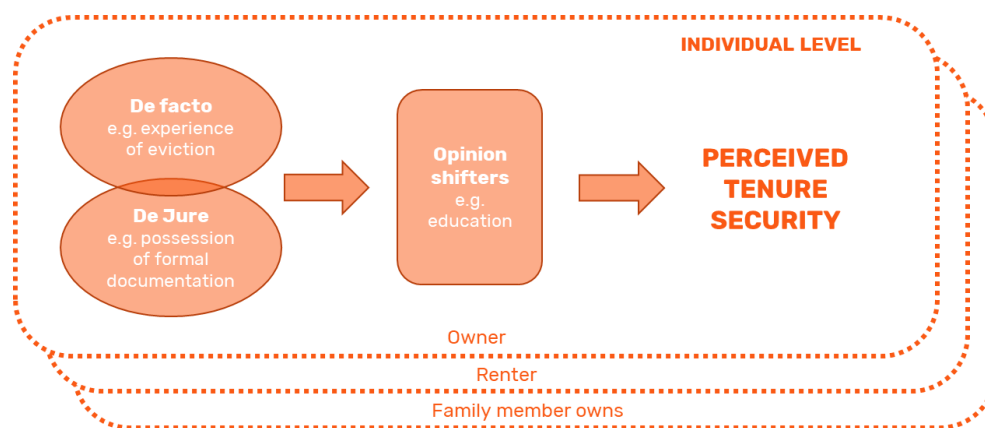 INDIVIDUAL LEVEL
De facto
e.g. experience
of eviction
De Jure
e.g. possession
of formal
documentation
Opinion
shifters
e.g.
education
PERCEIVED
TENURE
SECURITY
Owner
Renter
Family member owns